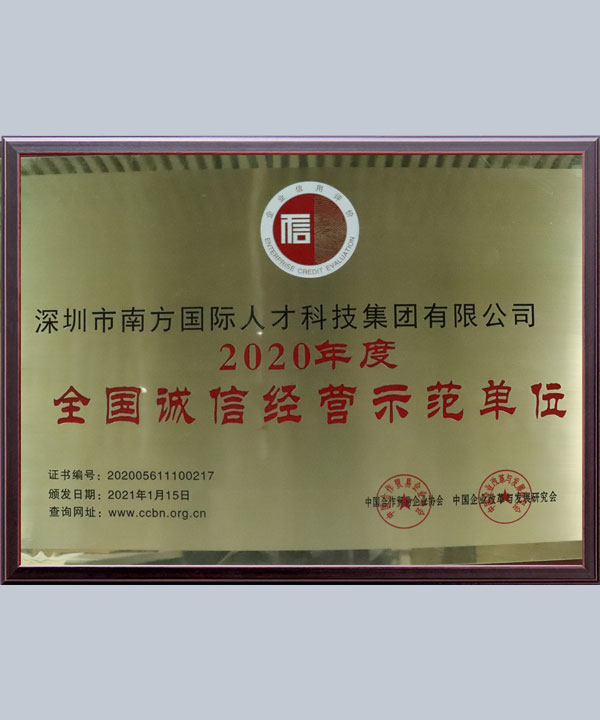 企业信用评价
信
ENTERPRISE CREDIT EVALUATION
深圳市南方国际人才科技集团有限公司
2020年度
全国诚信经营示范单位
证书编号：202005611100217
颁发日期：2021年1月15日
查询网址：www.ccbn.org.cn
中国合作贸易企业协会 中国企业改革与发展研究会